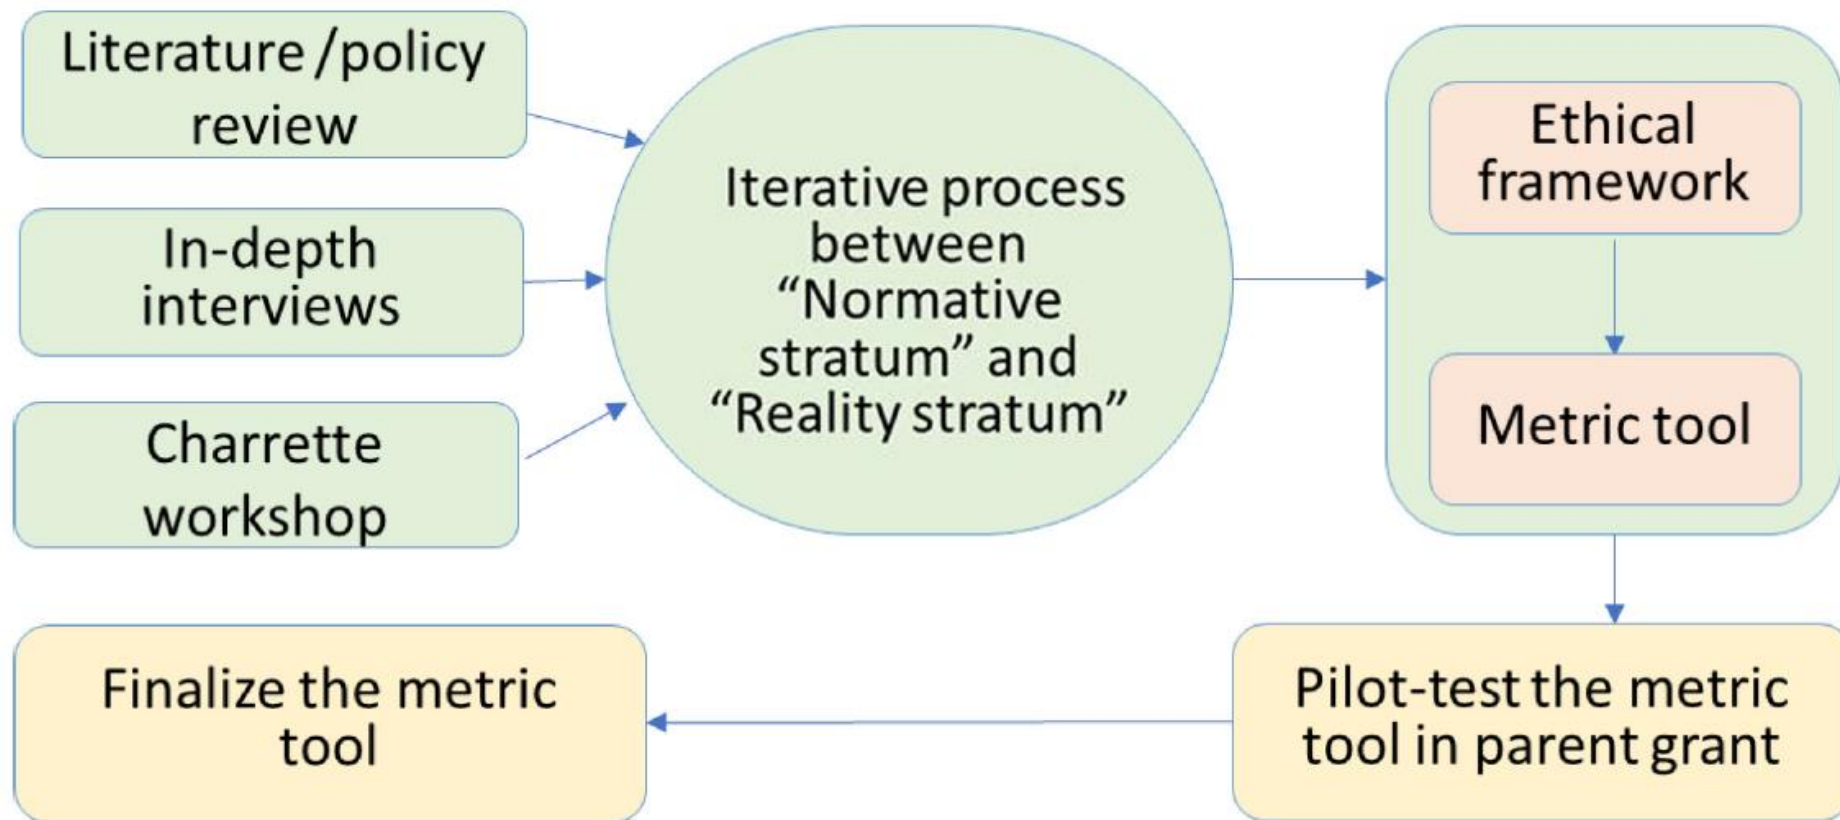 Literature /policy
review
In-depth
interviews
Charrette
workshop
Iterative process
between
“Normative
stratum” and
“Reality stratum”
Ethical
framework
Metric tool
Pilot-test the metric
tool in parent grant
Finalize the metric
tool